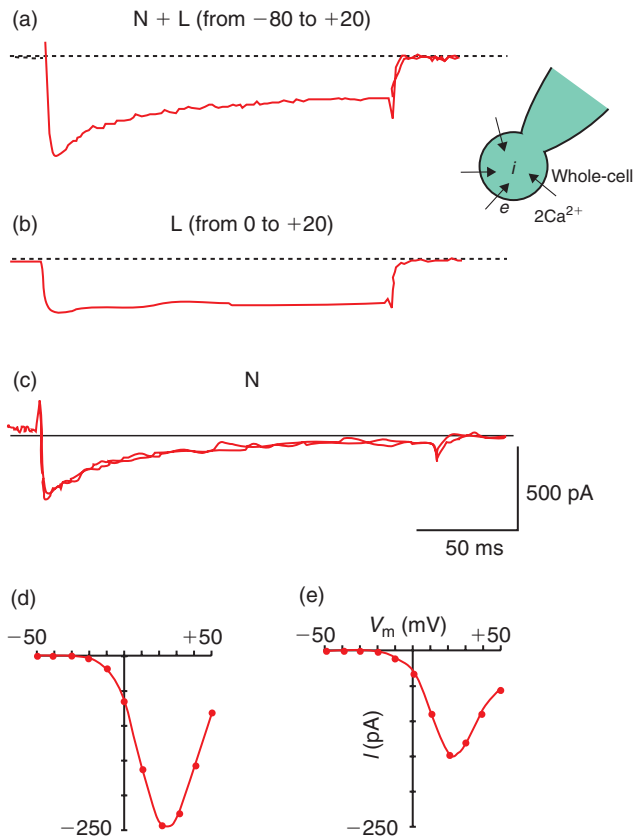 (a) N + L (from −80 to +20)
i
Whole-cell
e
2Ca²⁺
(b) L (from 0 to +20)
(c) N
500 pA
50 ms
(d)
−50 +50
−250
(e)
Vm (mV)
−50 +50
I (pA)
−250